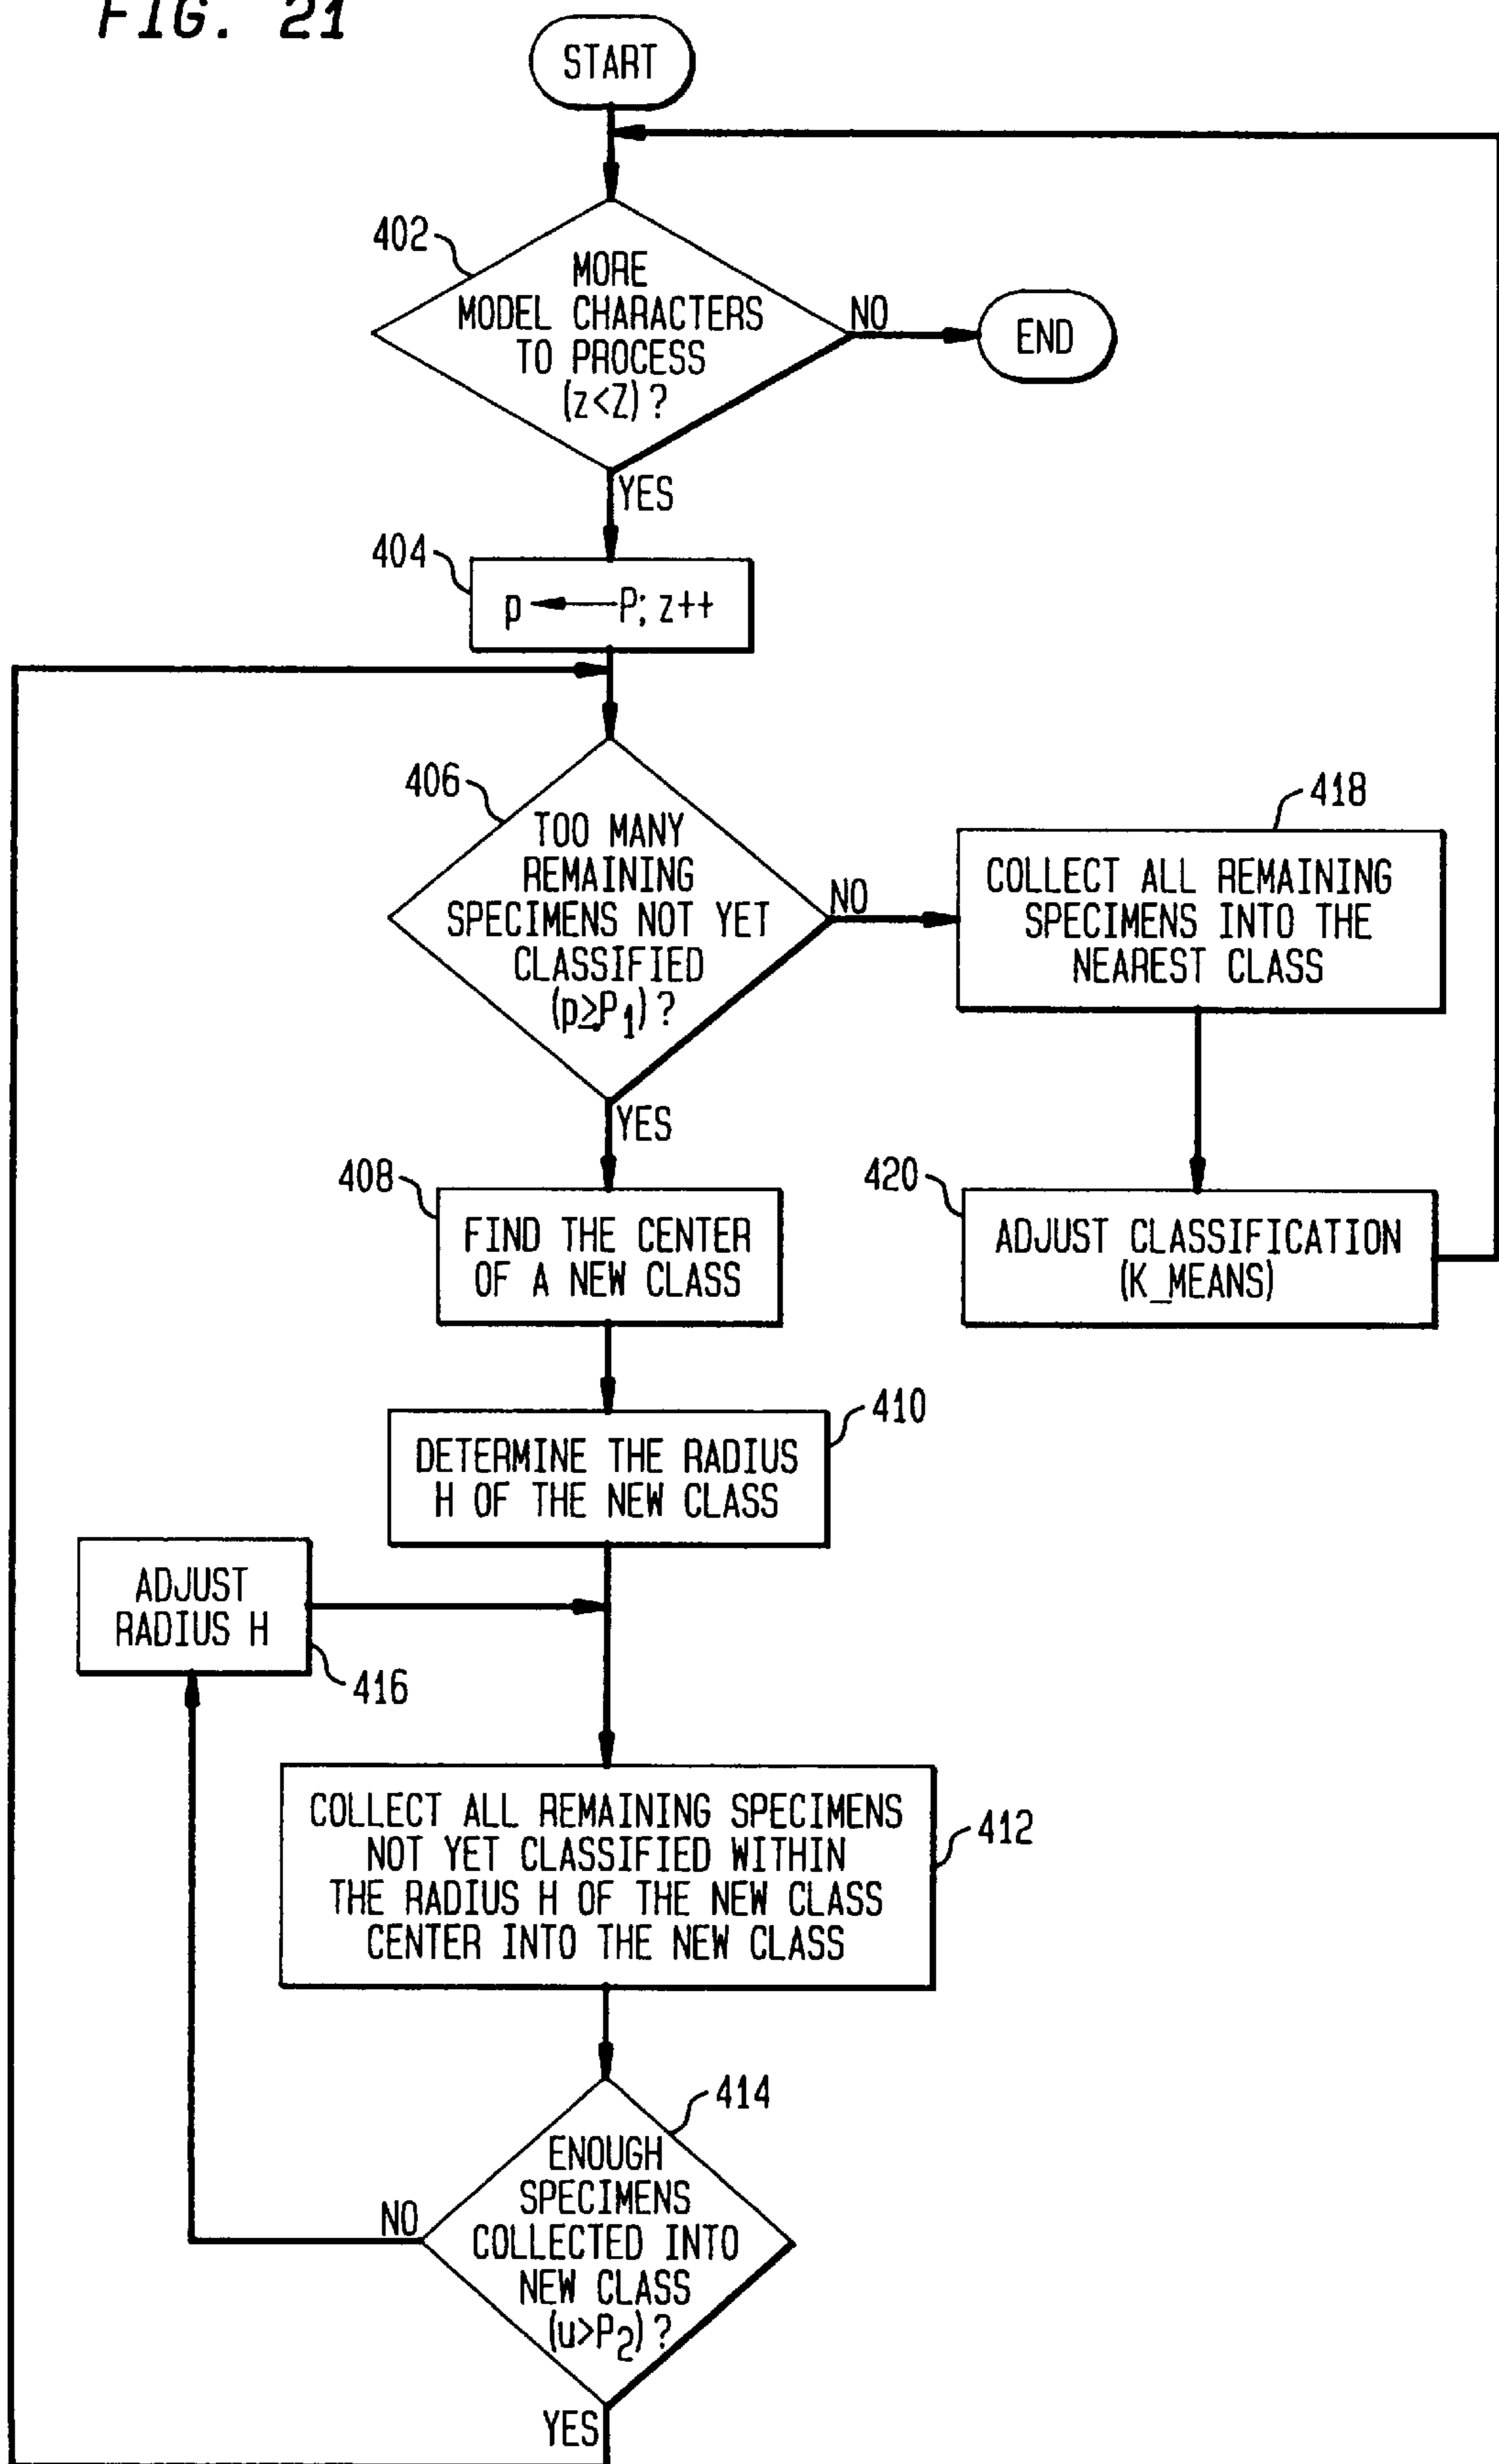 FIG. 21
START
402
MORE
MODEL CHARACTERS
TO PROCESS
(z<Z)?
NO
END
YES
404
p ← P; z++
406
TOO MANY
REMAINING
SPECIMENS NOT YET
CLASSIFIED
(p≥P1)?
NO
418
COLLECT ALL REMAINING
SPECIMENS INTO THE
NEAREST CLASS
YES
408
FIND THE CENTER
OF A NEW CLASS
420
ADJUST CLASSIFICATION
(K_MEANS)
410
DETERMINE THE RADIUS
H OF THE NEW CLASS
ADJUST
RADIUS H
416
COLLECT ALL REMAINING SPECIMENS
NOT YET CLASSIFIED WITHIN
THE RADIUS H OF THE NEW CLASS
CENTER INTO THE NEW CLASS
412
414
ENOUGH
SPECIMENS
COLLECTED INTO
NEW CLASS
(u>P2)?
NO
YES